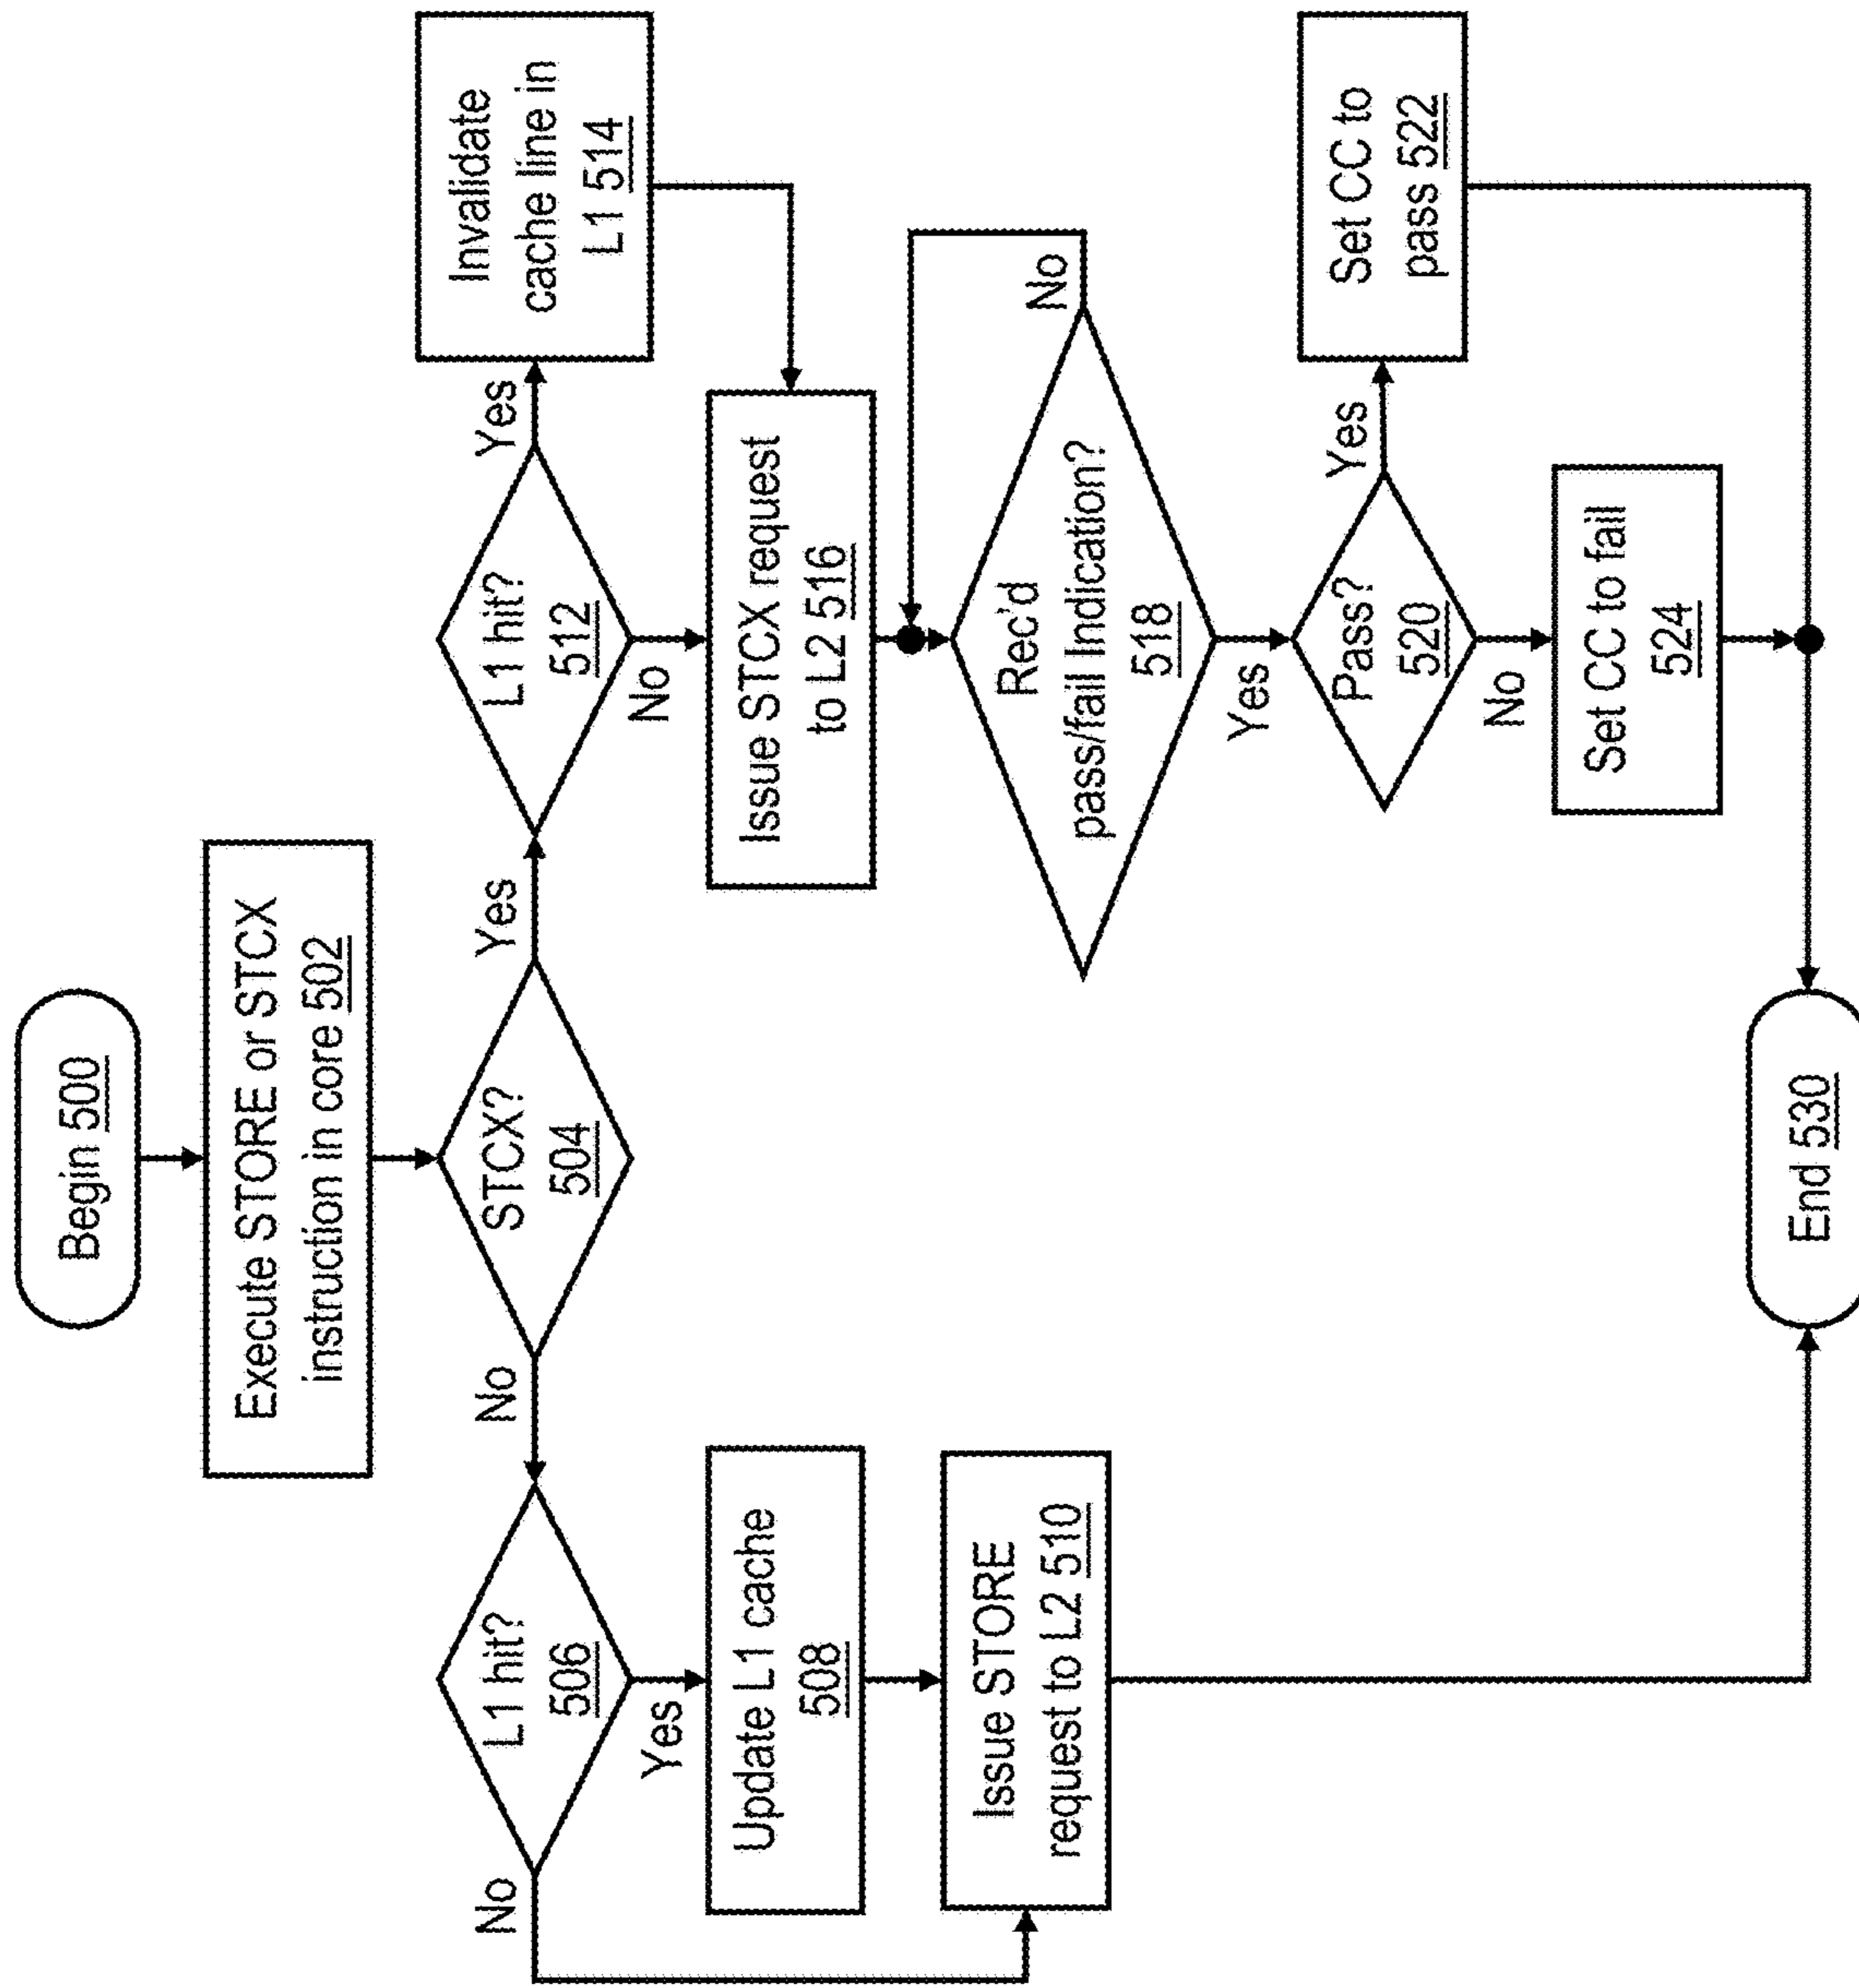 Begin 500
Execute STORE or STCX
instruction in core 502
STCX?
504
No
Yes
L1 hit?
506
No
Yes
Update L1 cache
508
Issue STORE
request to L2 510
L1 hit?
512
Yes
No
Invalidate
cache line in
L1 514
Issue STCX request
to L2 516
Rec'd
pass/fail Indication?
518
No
Yes
Pass?
520
Yes
No
Set CC to
pass 522
Set CC to fail
524
End 530